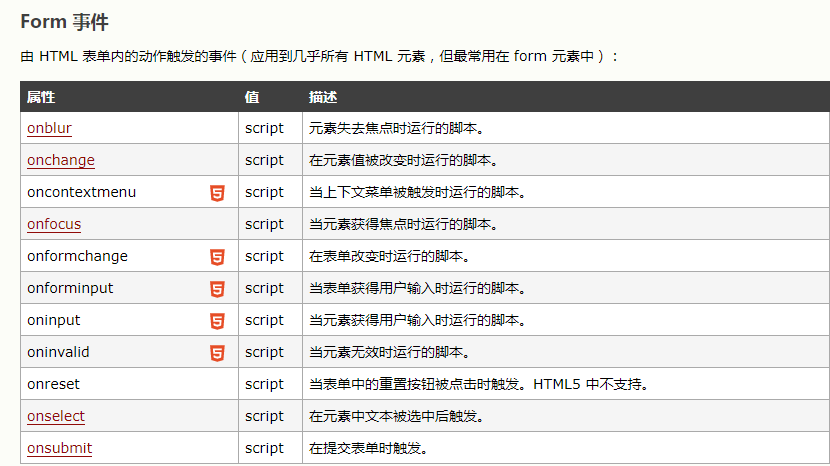 Form 事件
由 HTML 表单内的动作触发的事件（应用到几乎所有 HTML 元素，但最常用在 form 元素中）：
属性 值 描述
onblur script 元素失去焦点时运行的脚本。
onchange script 在元素值被改变时运行的脚本。
oncontextmenu 5 script 当上下文菜单被触发时运行的脚本。
onfocus script 当元素获得焦点时运行的脚本。
onformchange 5 script 在表单改变时运行的脚本。
onforminput 5 script 当表单获得用户输入时运行的脚本。
oninput 5 script 当元素获得用户输入时运行的脚本。
oninvalid 5 script 当元素无效时运行的脚本。
onreset script 当表单中的重置按钮被点击时触发。HTML5 中不支持。
onselect script 在元素中文本被选中后触发。
onsubmit script 在提交表单时触发。